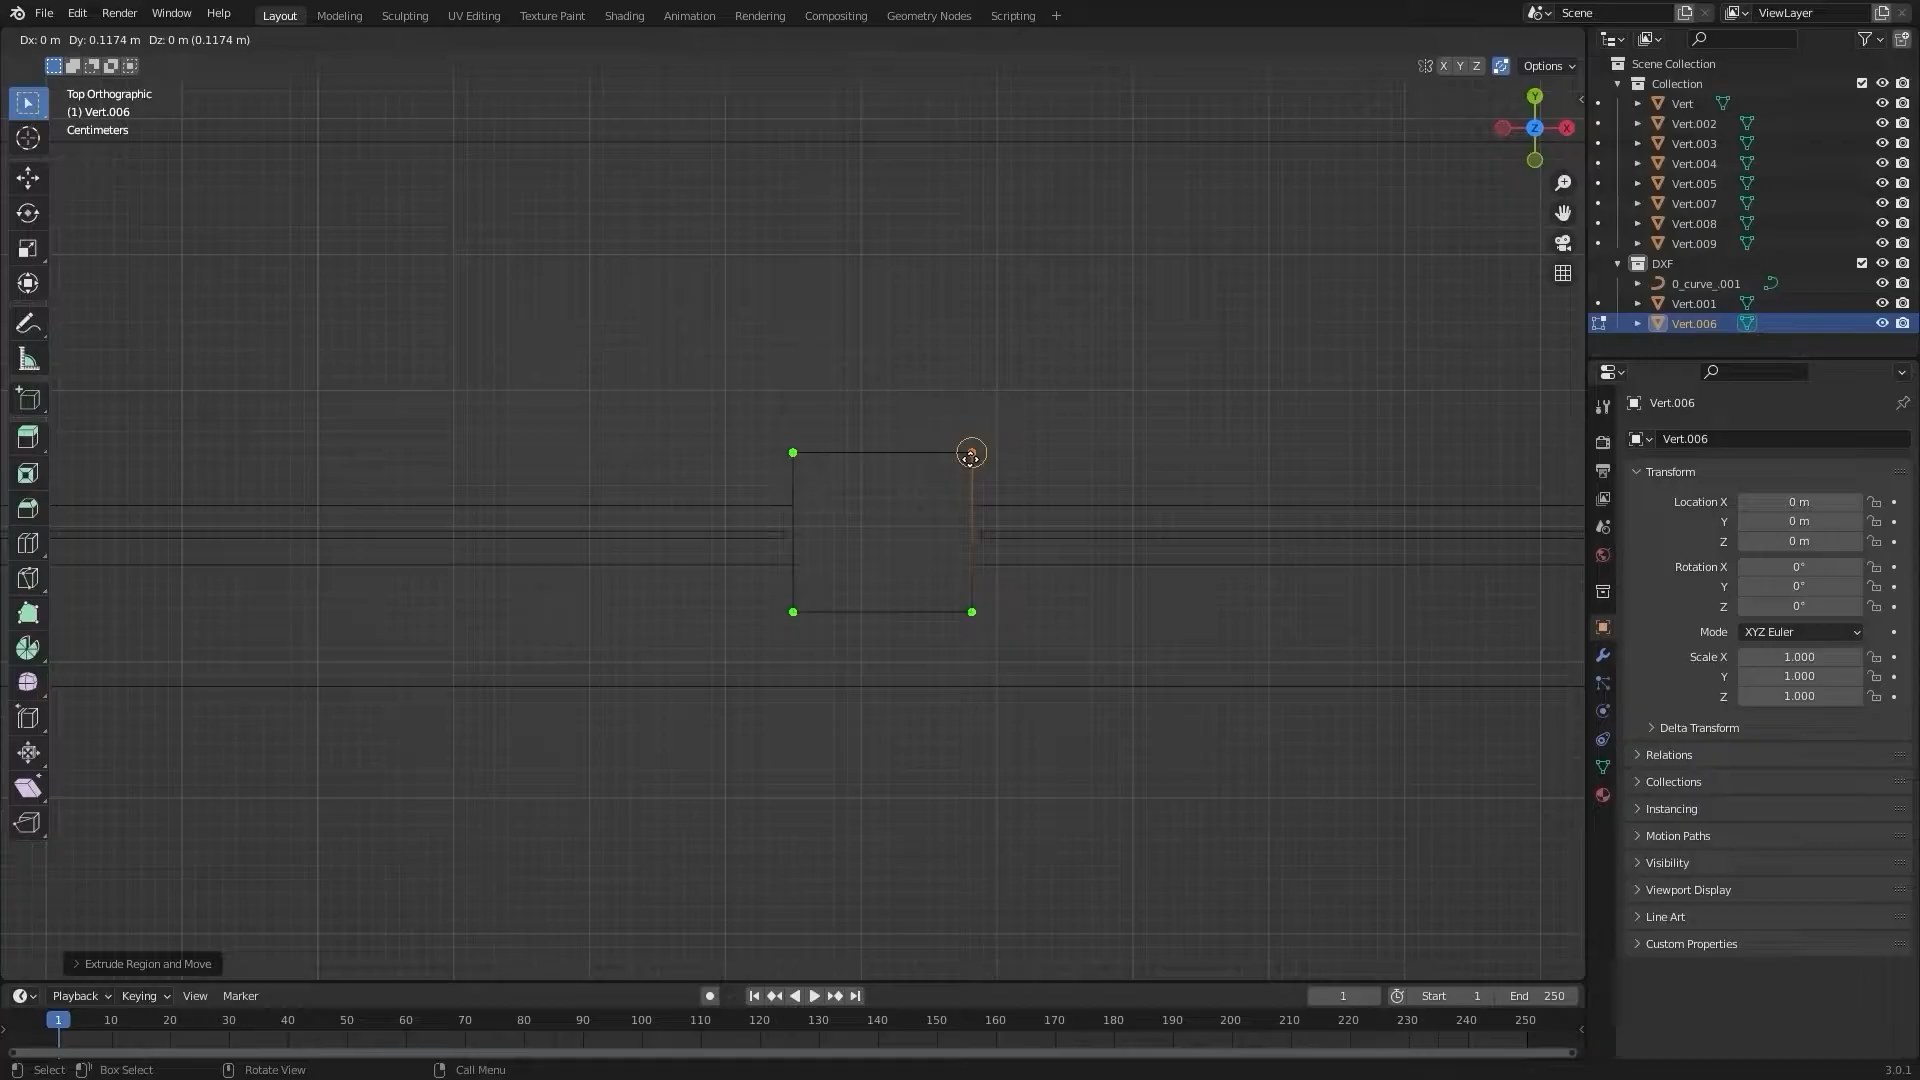 File Edit Render Window Help Layout Modeling Sculpting UV Editing Texture Paint Shading Animation Rendering Compositing Geometry Nodes Scripting + Scene ViewLayer
Dx: 0 m Dy: 0.1174 m Dz: 0 m (0.1174 m)
X Y Z Options
Top Orthographic
(1) Vert.006
Centimeters
Y
Z
X
Scene Collection
Collection
Vert
Vert.002
Vert.003
Vert.004
Vert.005
Vert.007
Vert.008
Vert.009
DXF
0_curve_.001
Vert.001
Vert.006
Vert.006
Vert.006
Transform
Location X 0 m
Y 0 m
Z 0 m
Rotation X 0°
Y 0°
Z 0°
Mode XYZ Euler
Scale X 1.000
Y 1.000
Z 1.000
Delta Transform
Relations
Collections
Instancing
Motion Paths
Visibility
Viewport Display
Line Art
Custom Properties
Extrude Region and Move
Playback Keying View Marker 1 Start 1 End 250
1 10 20 30 40 50 60 70 80 90 100 110 120 130 140 150 160 170 180 190 200 210 220 230 240 250
Select Box Select Rotate View Call Menu 3.0.1